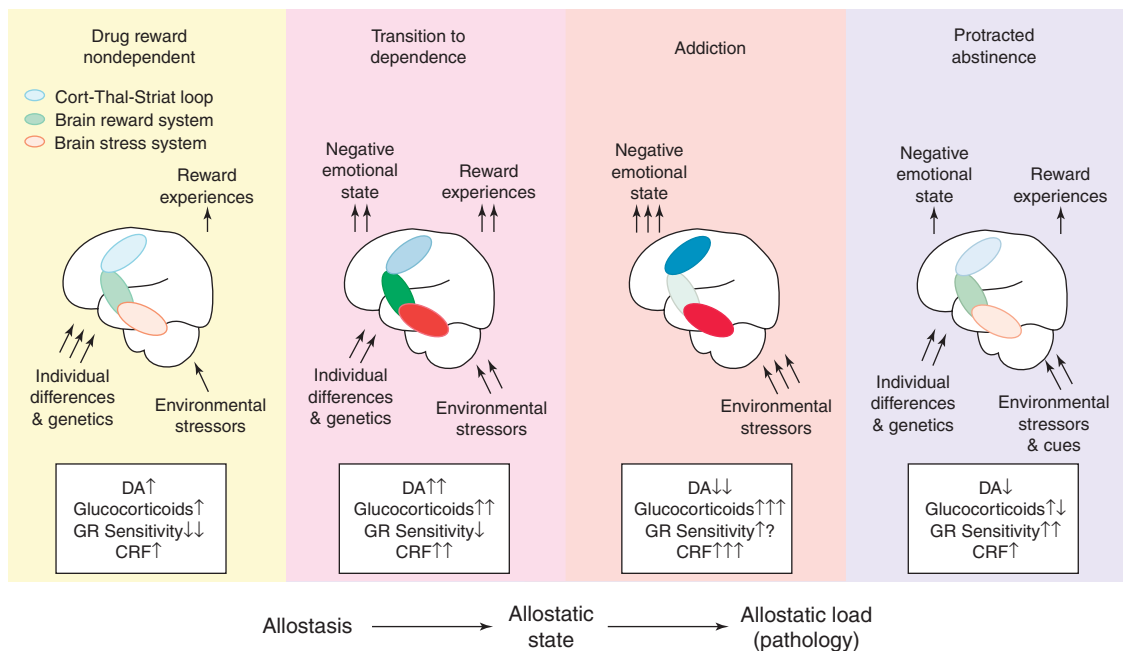 Drug reward
nondependent
Cort-Thal-Striat loop
Brain reward system
Brain stress system
Reward
experiences
↑
Individual
differences
& genetics
Environmental
stressors
DA↑
Glucocorticoids↑
GR Sensitivity↓↓
CRF↑
Transition to
dependence
Negative
emotional
state
Reward
experiences
Individual
differences
& genetics
Environmental
stressors
DA↑↑
Glucocorticoids↑↑
GR Sensitivity↓
CRF↑↑
Addiction
Negative
emotional
state
Environmental
stressors
DA↓↓
Glucocorticoids↑↑↑
GR Sensitivity↑?
CRF↑↑↑
Protracted
abstinence
Negative
emotional
state
Reward
experiences
Individual
differences
& genetics
Environmental
stressors
& cues
DA↓
Glucocorticoids↑↓
GR Sensitivity↑↑
CRF↑
Allostasis
Allostatic
state
Allostatic load
(pathology)